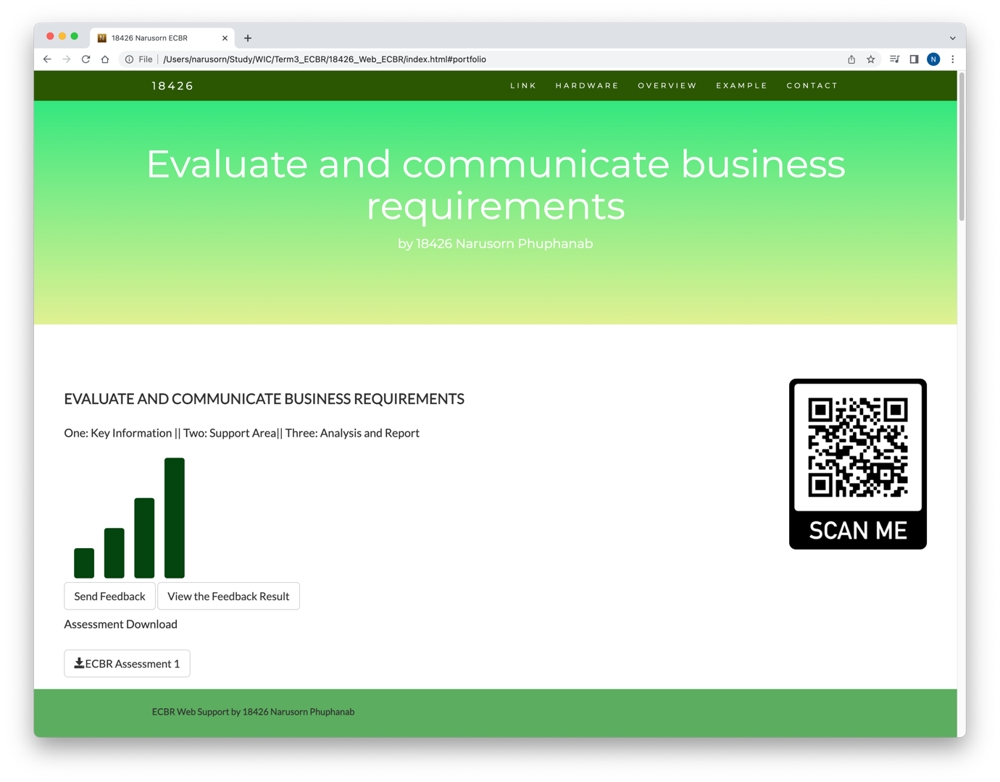 18426 Narusorn ECBR
File
/Users/narusorn/Study/WIC/Term3_ECBR/18426_Web_ECBR/index.html#portfolio
N
18426
LINK HARDWARE OVERVIEW EXAMPLE CONTACT
Evaluate and communicate business
requirements
by 18426 Narusorn Phuphanab
EVALUATE AND COMMUNICATE BUSINESS REQUIREMENTS
One: Key Information || Two: Support Area|| Three: Analysis and Report
SCAN ME
Send Feedback
View the Feedback Result
Assessment Download
ECBR Assessment 1
ECBR Web Support by 18426 Narusorn Phuphanab